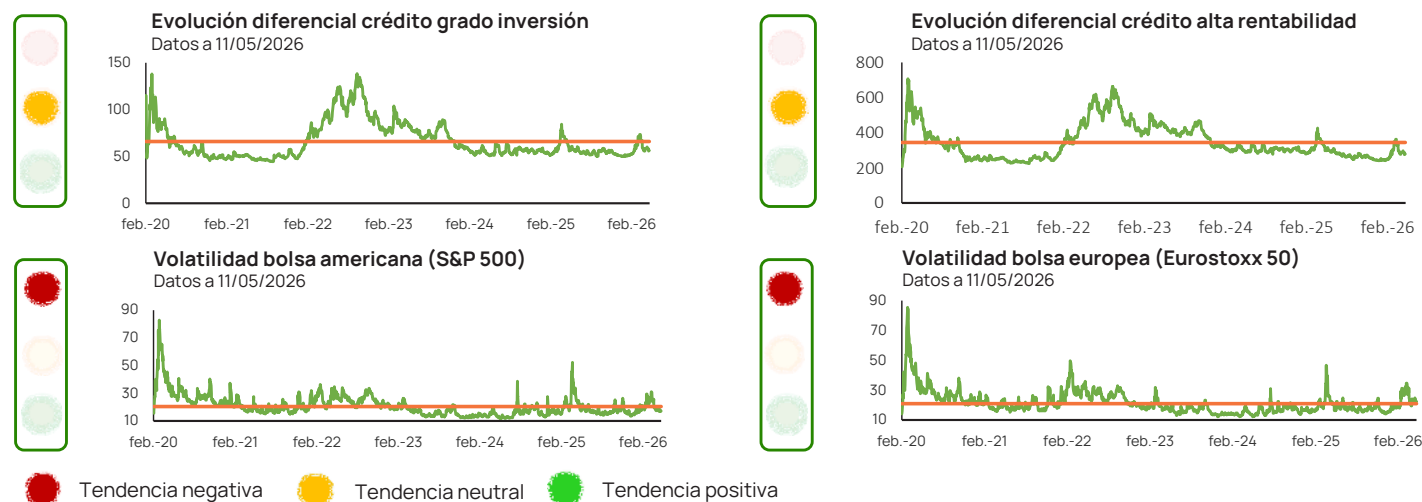 Evolución diferencial crédito grado inversión
Datos a 11/05/2026
150
100
50
0
feb.-20 feb.-21 feb.-22 feb.-23 feb.-24 feb.-25 feb.-26
Evolución diferencial crédito alta rentabilidad
Datos a 11/05/2026
800
600
400
200
0
feb.-20 feb.-21 feb.-22 feb.-23 feb.-24 feb.-25 feb.-26
Volatilidad bolsa americana (S&P 500)
Datos a 11/05/2026
90
70
50
30
10
feb.-20 feb.-21 feb.-22 feb.-23 feb.-24 feb.-25 feb.-26
Volatilidad bolsa europea (Eurostoxx 50)
Datos a 11/05/2026
90
70
50
30
10
feb.-20 feb.-21 feb.-22 feb.-23 feb.-24 feb.-25 feb.-26
Tendencia negativa Tendencia neutral Tendencia positiva